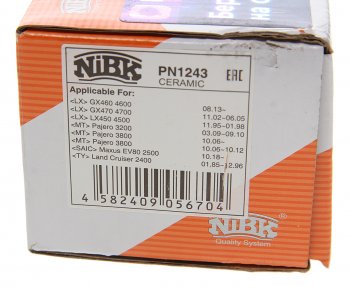 NiBK
PN1243
CERAMIC
EAC
Applicable For:
<LX> GX460 4600 08.13~
<LX> GX470 4700 11.02~06.05
<LX> LX450 4500 11.95~01.98
<MT> Pajero 3200 03.09~09.10
<MT> Pajero 3800 10.06~
<MT> Pajero 3800 10.06~10.12
<SAIC> Maxus EV80 2500 10.18~
<TY> Land Cruiser 2400 01.85~12.96
4 582409 056704
NiBK ®
Quality System
на